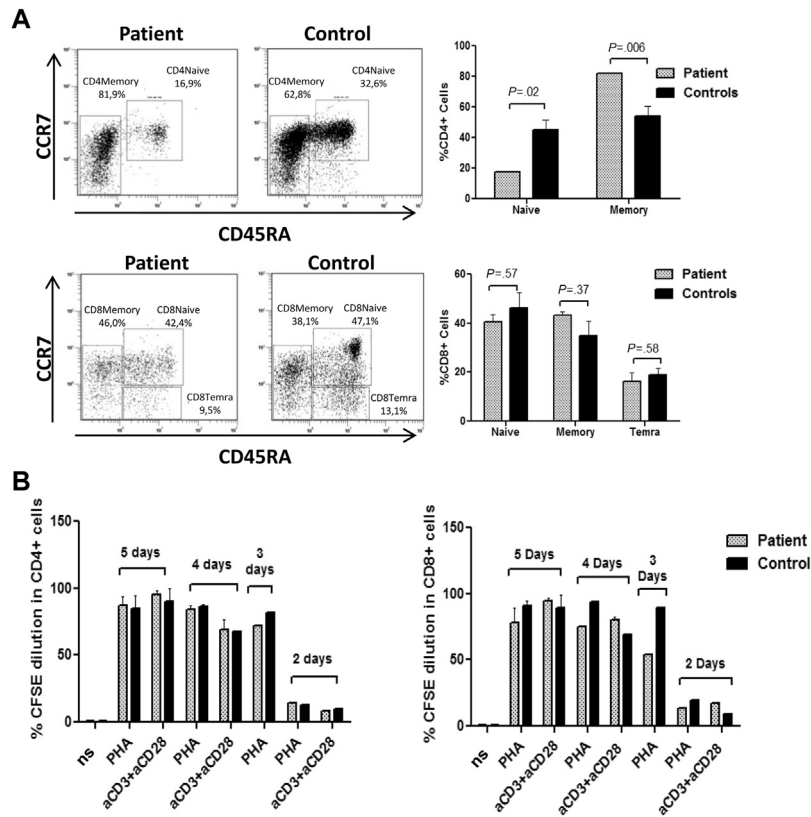 A
Patient
Control
CCR7
CD4Memory
81,9%
CD4Naive
16,9%
CD4Memory
62,8%
CD4Naive
32,6%
CD45RA
%CD4+ Cells
100
80
60
40
20
0
P=.02
P=.006
Patient
Controls
Naive
Memory
Patient
Control
CCR7
CD8Memory
46,0%
CD8Naive
42,4%
CD8Temra
9,5%
CD8Memory
38,1%
CD8Naive
47,1%
CD8Temra
13,1%
CD45RA
%CD8+ Cells
60
40
20
0
P=.57
P=.37
P=.58
Patient
Controls
Naive
Memory
Temra
B
% CFSE dilution in CD4+ cells
150
100
50
0
5 days
4 days
3
days
2 days
ns
PHA
aCD3+aCD28
PHA
aCD3+aCD28
PHA
PHA
aCD3+aCD28
% CFSE dilution in CD8+ cells
150
100
50
0
5 Days
4 Days
3
Days
2 Days
Patient
Control
ns
PHA
aCD3+aCD28
PHA
aCD3+aCD28
PHA
PHA
aCD3+aCD28